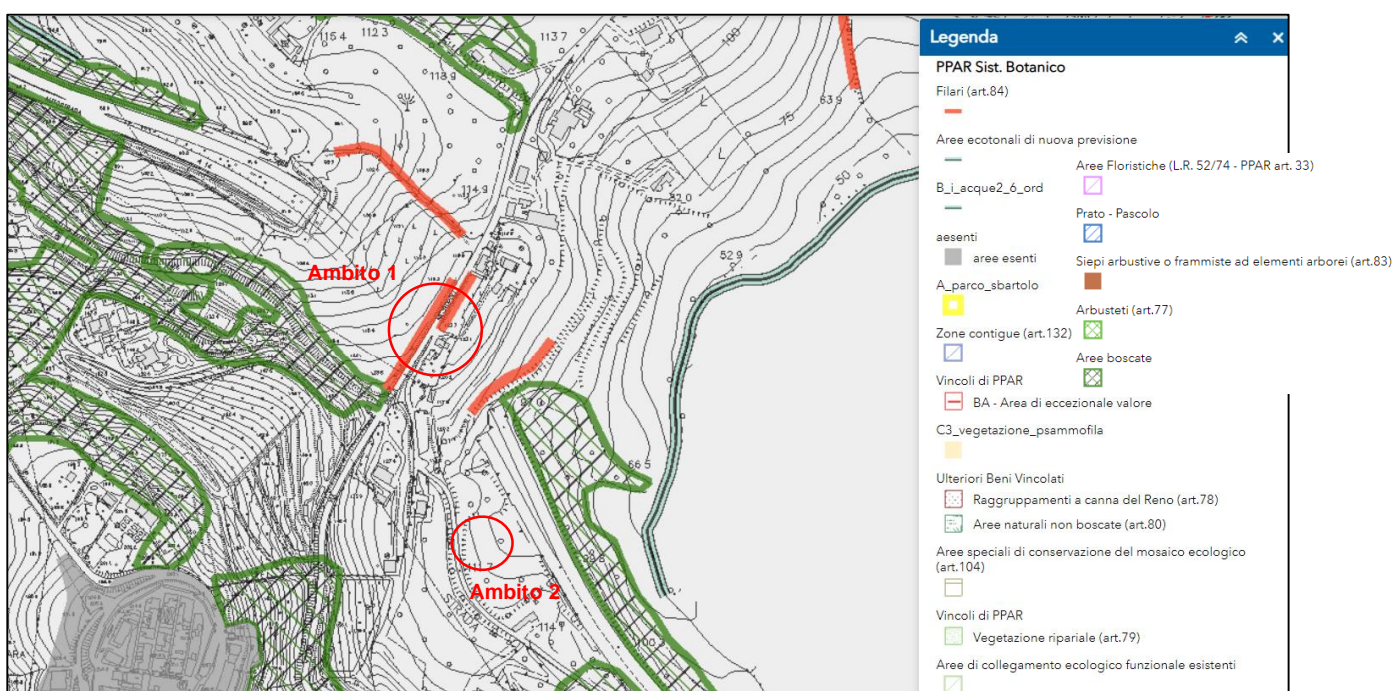 115 4
112 3
113 7
113 9
63 9
100
75
50
114 9
52 9
Ambito 1
66 5
Ambito 2
STRADA
114
100.3
Legenda
PPAR Sist. Botanico
Filari (art.84)
Aree ecotonali di nuova previsione
B_i_acque2_6_ord
aesenti
aree esenti
A_parco_sbartolo
Zone contigue (art.132)
Vincoli di PPAR
BA - Area di eccezionale valore
C3_vegetazione_psammofila
Ulteriori Beni Vincolati
Raggruppamenti a canna del Reno (art.78)
Aree naturali non boscate (art.80)
Aree speciali di conservazione del mosaico ecologico
(art.104)
Vincoli di PPAR
Vegetazione ripariale (art.79)
Aree di collegamento ecologico funzionale esistenti
Aree Floristiche (L.R. 52/74 - PPAR art. 33)
Prato - Pascolo
Siepi arbustive o frammiste ad elementi arborei (art.83)
Arbusteti (art.77)
Aree boscate